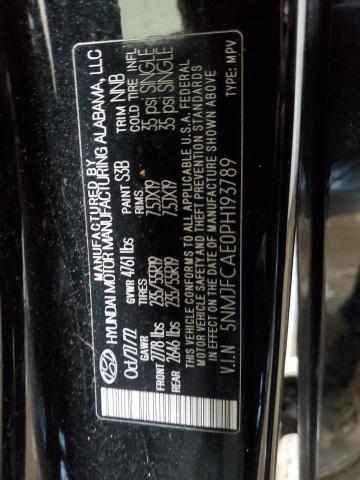 MANUFACTURED BY
HYUNDAI MOTOR MANUFACTURING ALABAMA, LLC
Oct/27/22 GVWR 4761 lbs PAINT S3B TRIM NNB
GAWR RIMS COLD TIRE INFL
FRONT 2778 lbs 235/55R19 7.5JX19 35 psi SINGLE
REAR 2646 lbs 235/55R19 7.5JX19 35 psi SINGLE
THIS VEHICLE CONFORMS TO ALL APPLICABLE U.S.A. FEDERAL
MOTOR VEHICLE SAFETY AND THEFT PREVENTION STANDARDS
IN EFFECT ON THE DATE OF MANUFACTURE SHOWN ABOVE
V.I.N 5NMJFCAE0PH193789 TYPE: MPV